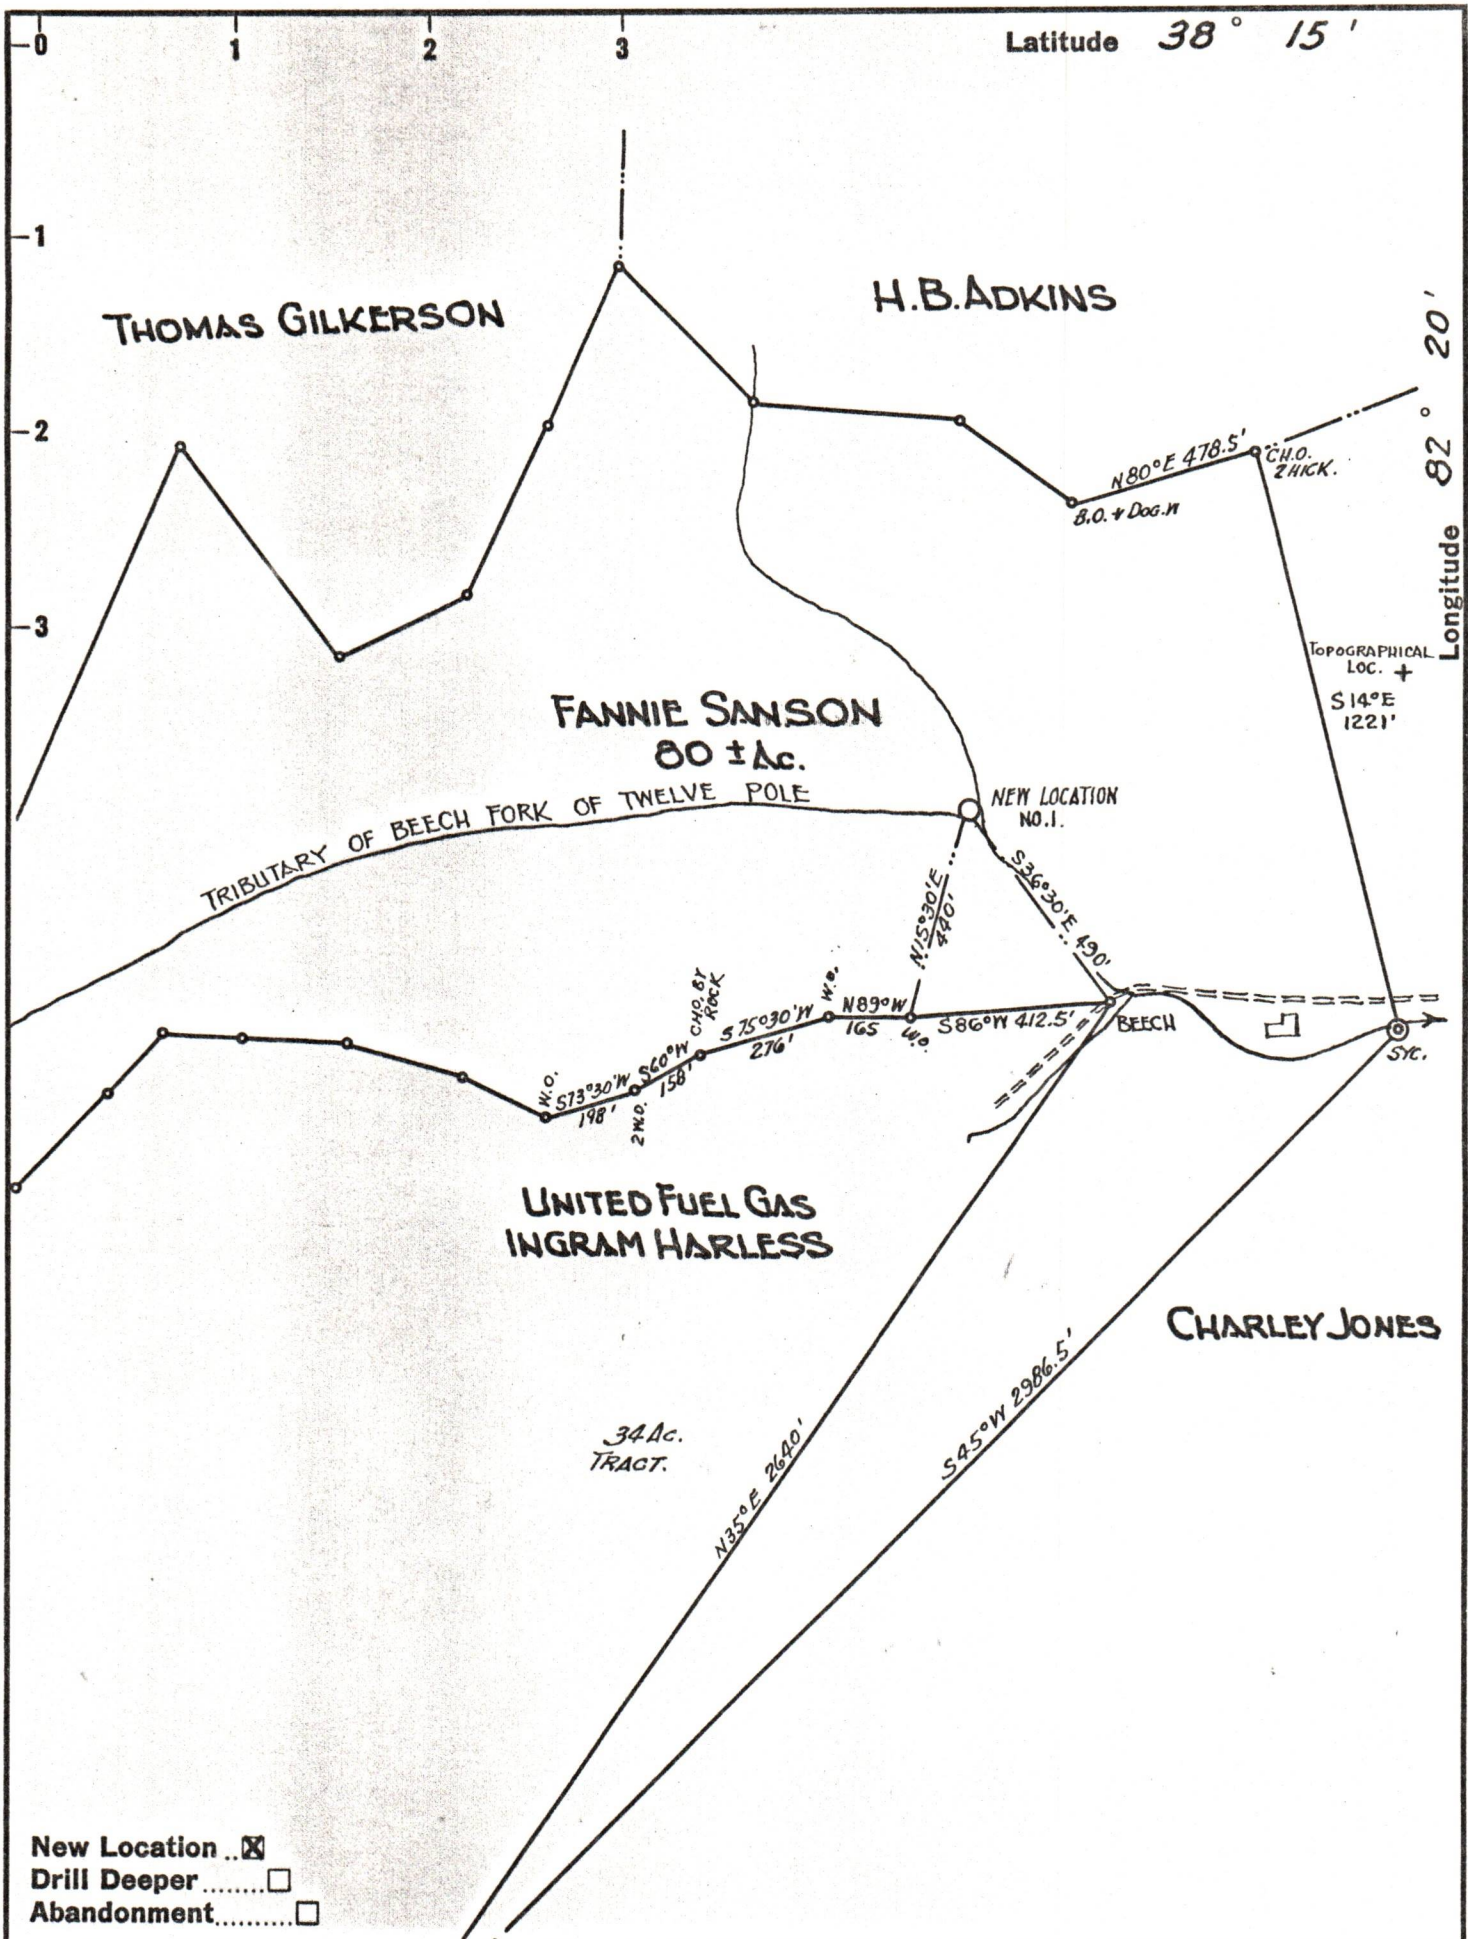 0 1 2 3 Latitude 38° 15'
1
2
3
Longitude 82° 20'
THOMAS GILKERSON
H.B. ADKINS
N80°E 478.5'
CH.O.
2 HICK.
B.O. + DOG.W
TOPOGRAPHICAL
LOC. +
S14°E
1221'
FANNIE SANSON
80 ± Ac.
TRIBUTARY OF BEECH FORK OF TWELVE POLE
NEW LOCATION
NO.1.
S36°30'E 490'
N15°30'E
440'
CH.O. BY
ROCK
W.O.
S75°30'W
276'
N89°W
165
W.O.
S86°W 412.5'
BEECH
SYC.
W.O.
S73°30'W
198'
2 W.O.
S60°W
158'
UNITED FUEL GAS
INGRAM HARLESS
CHARLEY JONES
34 Ac.
TRACT.
N35°E 2640'
S45°W 2986.5'
New Location ..☒
Drill Deeper ........☐
Abandonment..........☐